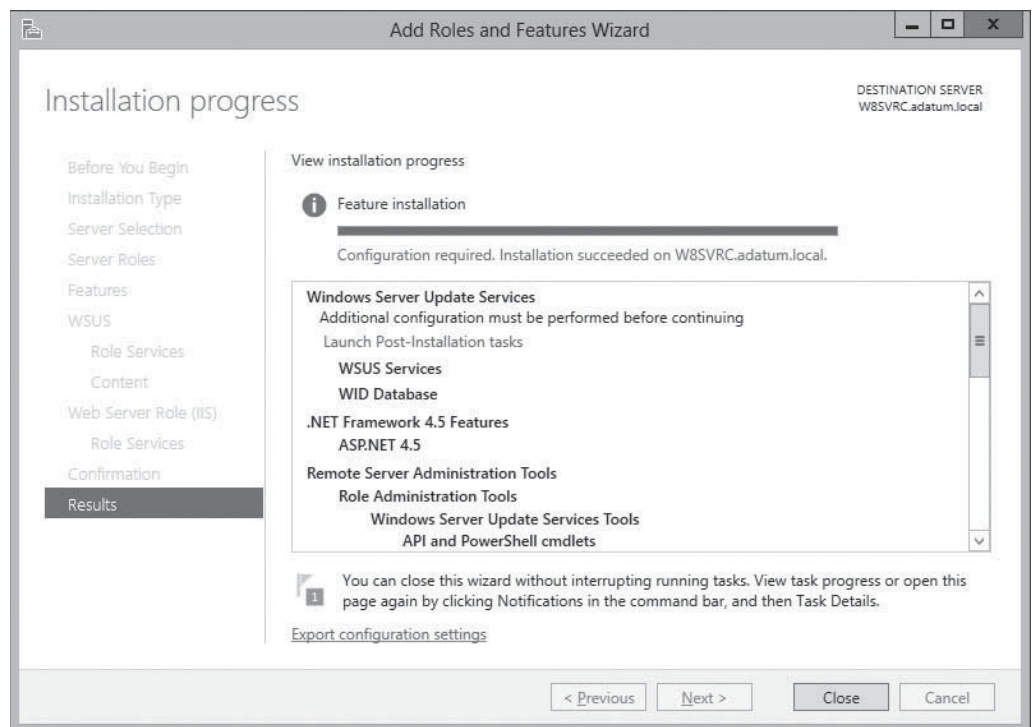 Add Roles and Features Wizard
Installation progress
DESTINATION SERVER
W8SVRC.adatum.local
Before You Begin
Installation Type
Server Selection
Server Roles
Features
WSUS
Role Services
Content
Web Server Role (IIS)
Role Services
Confirmation
Results
View installation progress
Feature installation
Configuration required. Installation succeeded on W8SVRC.adatum.local.
Windows Server Update Services
Additional configuration must be performed before continuing
Launch Post-Installation tasks
WSUS Services
WID Database
.NET Framework 4.5 Features
ASP.NET 4.5
Remote Server Administration Tools
Role Administration Tools
Windows Server Update Services Tools
API and PowerShell cmdlets
1
You can close this wizard without interrupting running tasks. View task progress or open this
page again by clicking Notifications in the command bar, and then Task Details.
Export configuration settings
< Previous
Next >
Close
Cancel